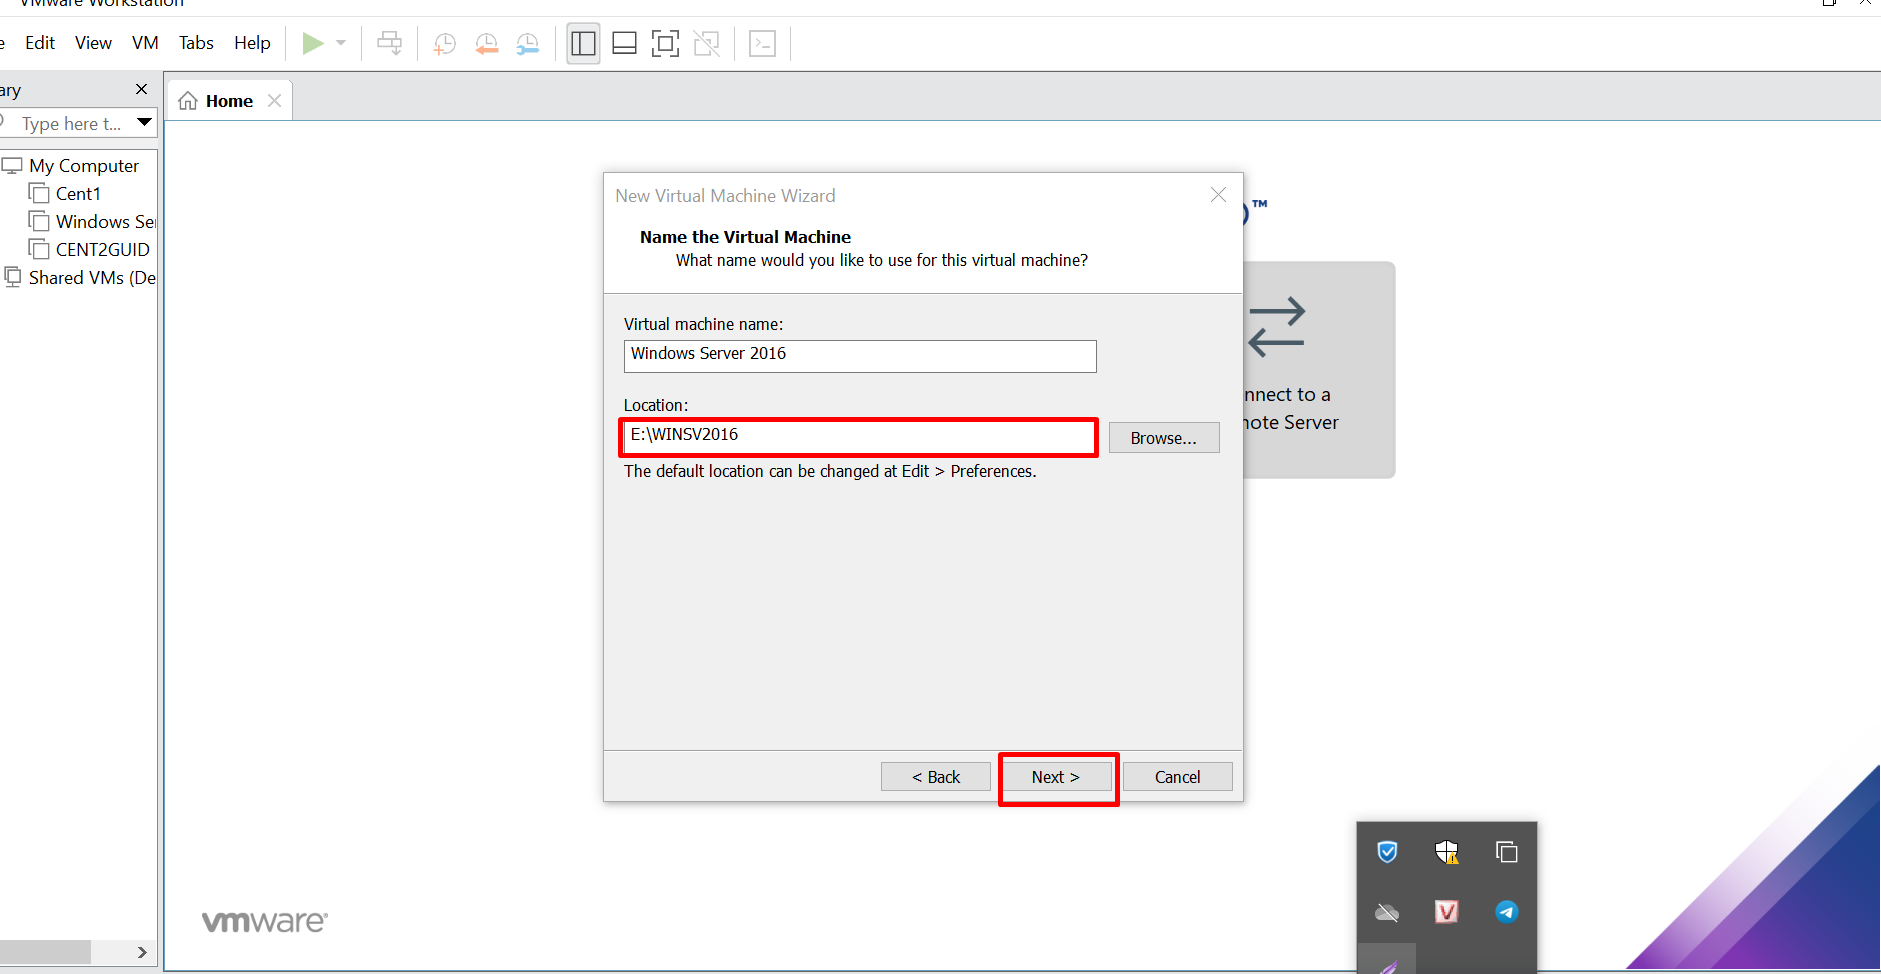 VMware Workstation
Edit View VM Tabs Help
Home
Type here t...
My Computer
Cent1
Windows Se
CENT2GUID
Shared VMs (De
New Virtual Machine Wizard
Name the Virtual Machine
What name would you like to use for this virtual machine?
Virtual machine name:
Windows Server 2016
Location:
E:\WINSV2016
Browse...
The default location can be changed at Edit > Preferences.
< Back
Next >
Cancel
TM
nnect to a
ote Server
vmware®